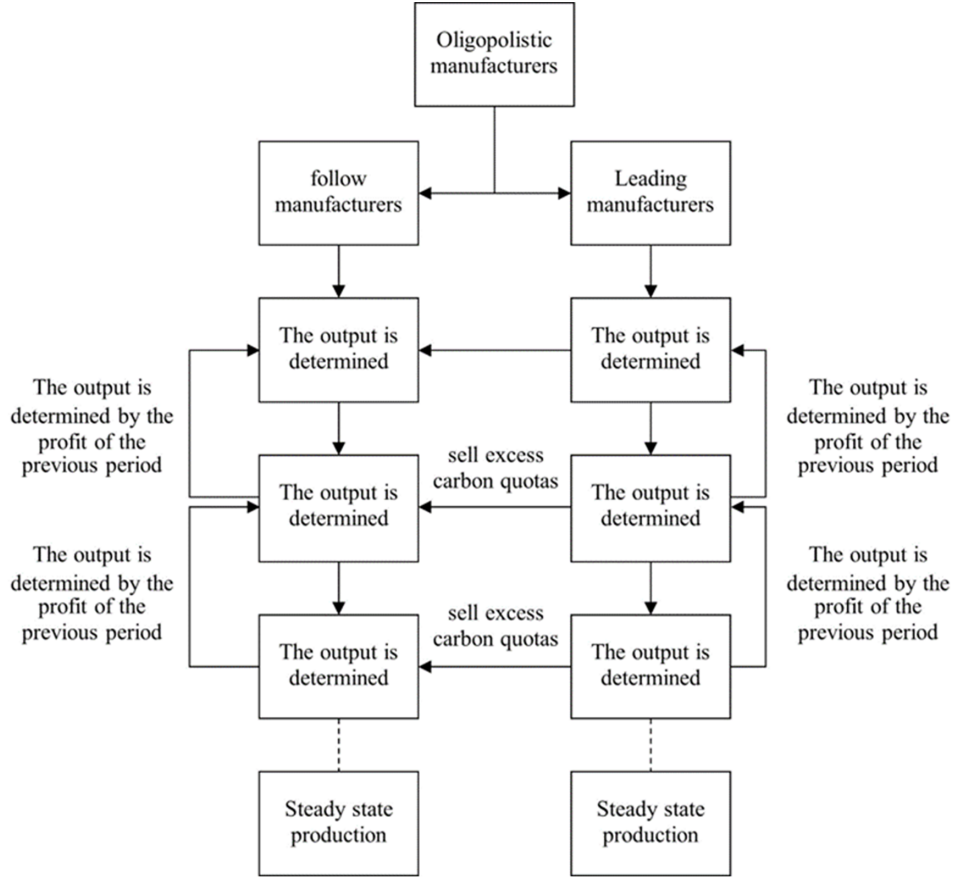 Oligopolistic
manufacturers
follow
manufacturers
Leading
manufacturers
The output is
determined
The output is
determined
The output is
determined by the
profit of the
previous period
The output is
determined by the
profit of the
previous period
The output is
determined
sell excess
carbon quotas
The output is
determined
The output is
determined by the
profit of the
previous period
The output is
determined by the
profit of the
previous period
The output is
determined
sell excess
carbon quotas
The output is
determined
Steady state
production
Steady state
production